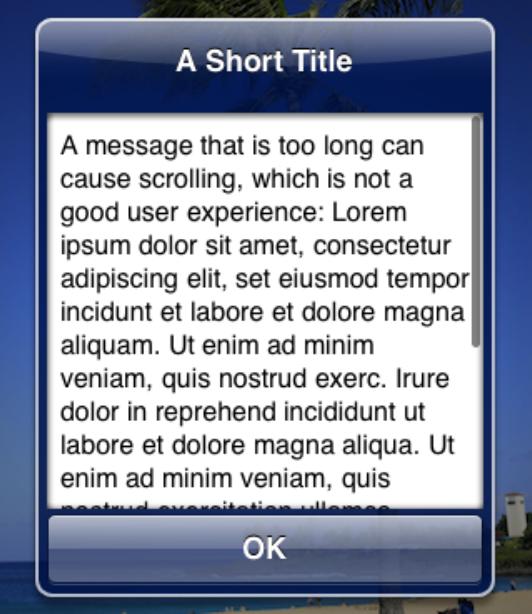 A Short Title
A message that is too long can
cause scrolling, which is not a
good user experience: Lorem
ipsum dolor sit amet, consectetur
adipiscing elit, set eiusmod tempor
incidunt et labore et dolore magna
aliquam. Ut enim ad minim
veniam, quis nostrud exerc. Irure
dolor in reprehend incididunt ut
labore et dolore magna aliqua. Ut
enim ad minim veniam, quis
OK